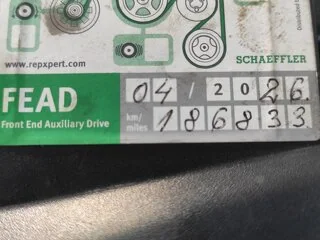 www.repxpert.com
SCHAEFFLER
FEAD
04 / 2026
Front End Auxiliary Drive
km/
miles
186833